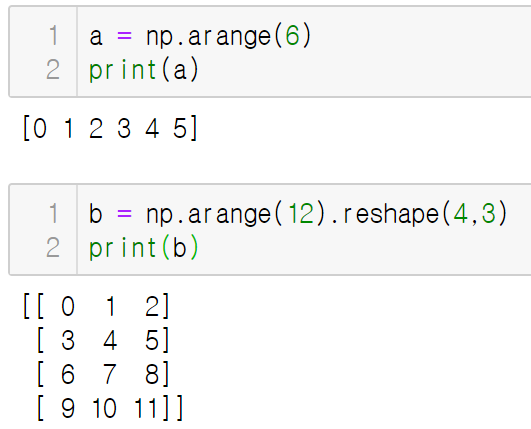 1 a = np.arange(6)
2 print(a)
[0 1 2 3 4 5]
1 b = np.arange(12).reshape(4,3)
2 print(b)
[[ 0  1  2]
 [ 3  4  5]
 [ 6  7  8]
 [ 9 10 11]]